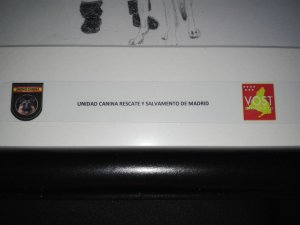 UNIDAD CANINA RESCATE Y SALVAMENTO DE MADRID
VOST